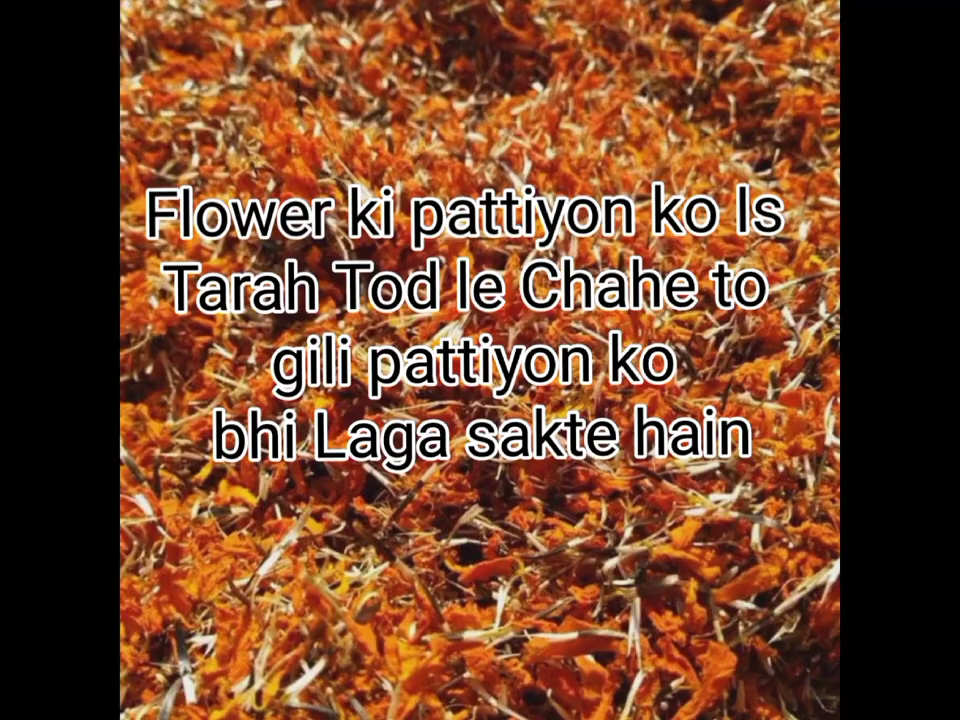 Flower ki pattiyon ko Is
Tarah Tod le Chahe to
gili pattiyon ko
bhi Laga sakte hain